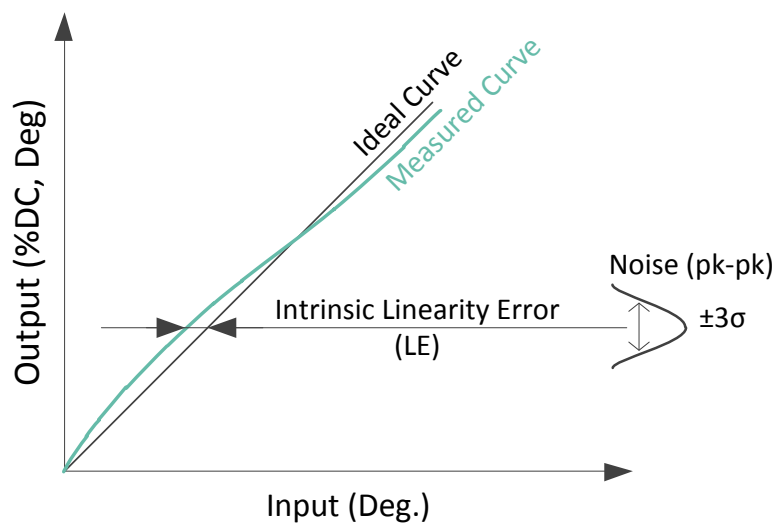 Output (%DC, Deg)
Ideal Curve
Measured Curve
Noise (pk-pk)
±3σ
Intrinsic Linearity Error
(LE)
Input (Deg.)